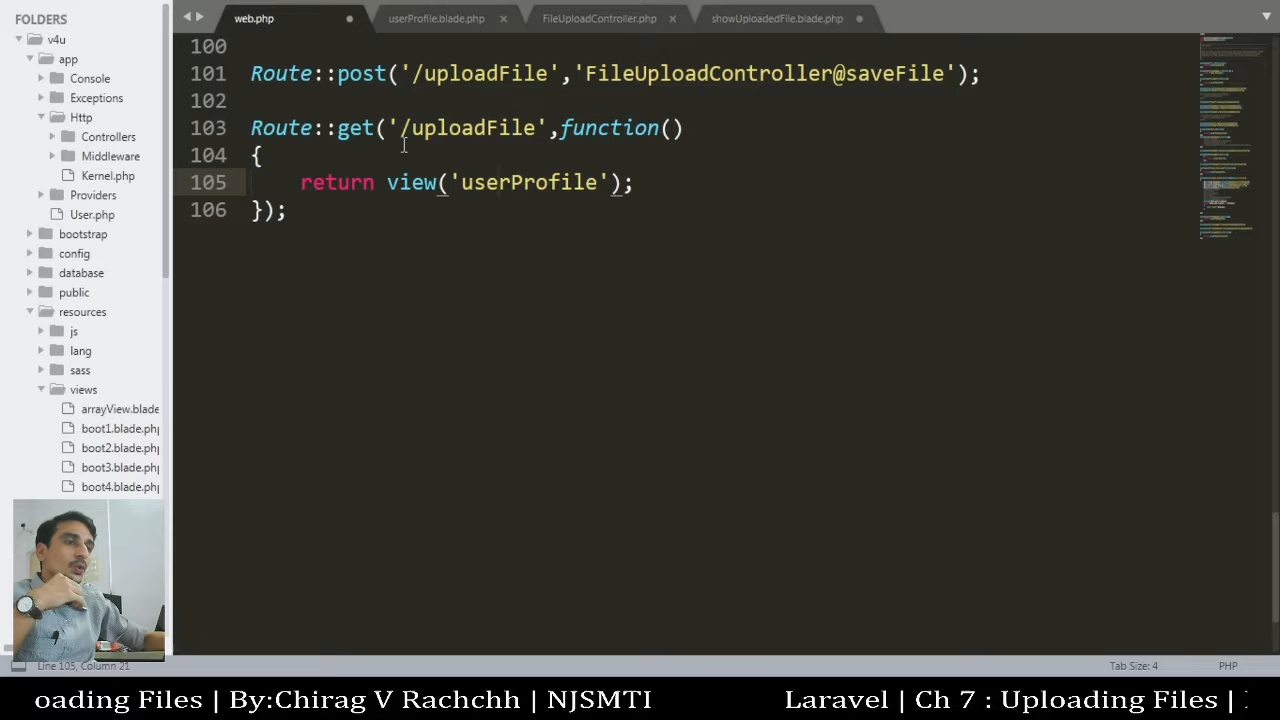 FOLDERS
v4u
app
Console
Exceptions
Http
Controllers
Middleware
Kernel.php
Providers
User.php
bootstrap
config
database
public
resources
js
lang
sass
views
arrayView.blade
boot1.blade.php
boot2.blade.php
boot3.blade.php
boot4.blade.php
web.php
userProfile.blade.php
FileUploadController.php
showUploadedFile.blade.php
100
101 Route::post('/uploadFile','FileUploadController@saveFile');
102
103 Route::get('/uploadFile',function()
104 {
105 return view('userProfile');
106 });
Line 105, Column 21
Tab Size: 4
PHP
oading Files | By:Chirag V Rachchh | NJSMTI
Laravel | Ch 7 : Uploading Files |